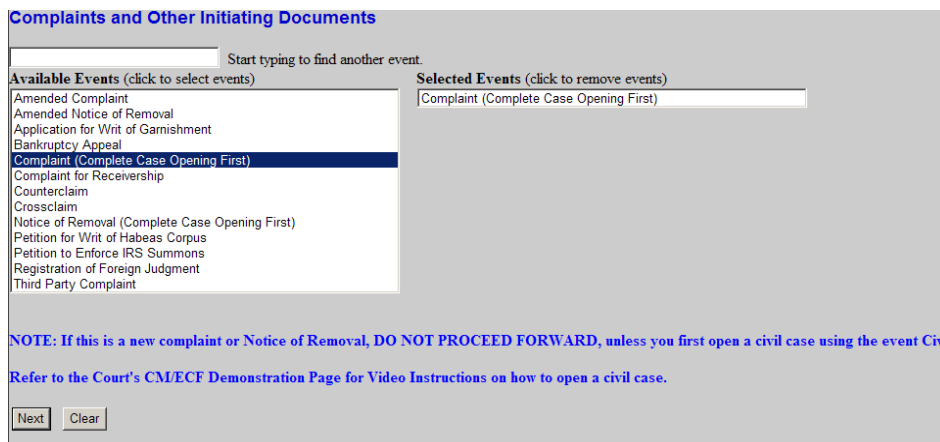 Complaints and Other Initiating Documents
Start typing to find another event.
Available Events (click to select events)
Selected Events (click to remove events)
Amended Complaint
Complaint (Complete Case Opening First)
Amended Notice of Removal
Application for Writ of Garnishment
Bankruptcy Appeal
Complaint (Complete Case Opening First)
Complaint for Receivership
Counterclaim
Crossclaim
Notice of Removal (Complete Case Opening First)
Petition for Writ of Habeas Corpus
Petition to Enforce IRS Summons
Registration of Foreign Judgment
Third Party Complaint
NOTE: If this is a new complaint or Notice of Removal, DO NOT PROCEED FORWARD, unless you first open a civil case using the event
Refer to the Court's CM/ECF Demonstration Page for Video Instructions on how to open a civil case.
Next Clear